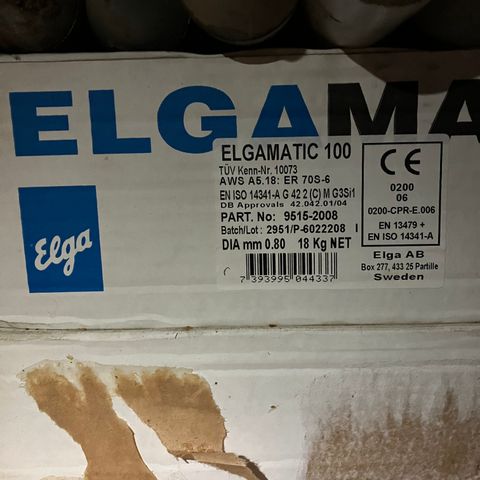 ELGAMA
ELGAMATIC 100
TÜV Kenn-Nr. 10073
AWS A5.18: ER 70S-6
EN ISO 14341-A G 42 2 (C) M G3Si1
DB Approvals 42.042.01/04
PART. No: 9515-2008
Batch/Lot : 2951/P-6022208 I
DIA mm 0.80 18 Kg NET
7 393995 044337
CE
0200
06
0200-CPR-E.006
EN 13479 +
EN ISO 14341-A
Elga AB
Box 277, 433 25 Partille
Sweden
Elga